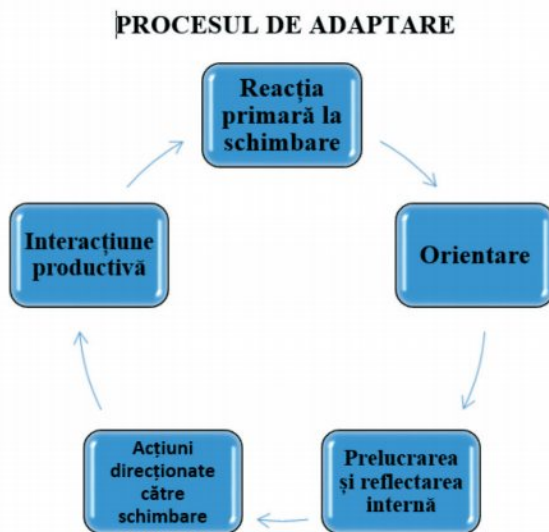 PROCESUL DE ADAPTARE
Reacția
primară la
schimbare
Orientare
Prelucrarea
și reflectarea
internă
Acțiuni
direcționate
către
schimbare
Interacțiune
productivă